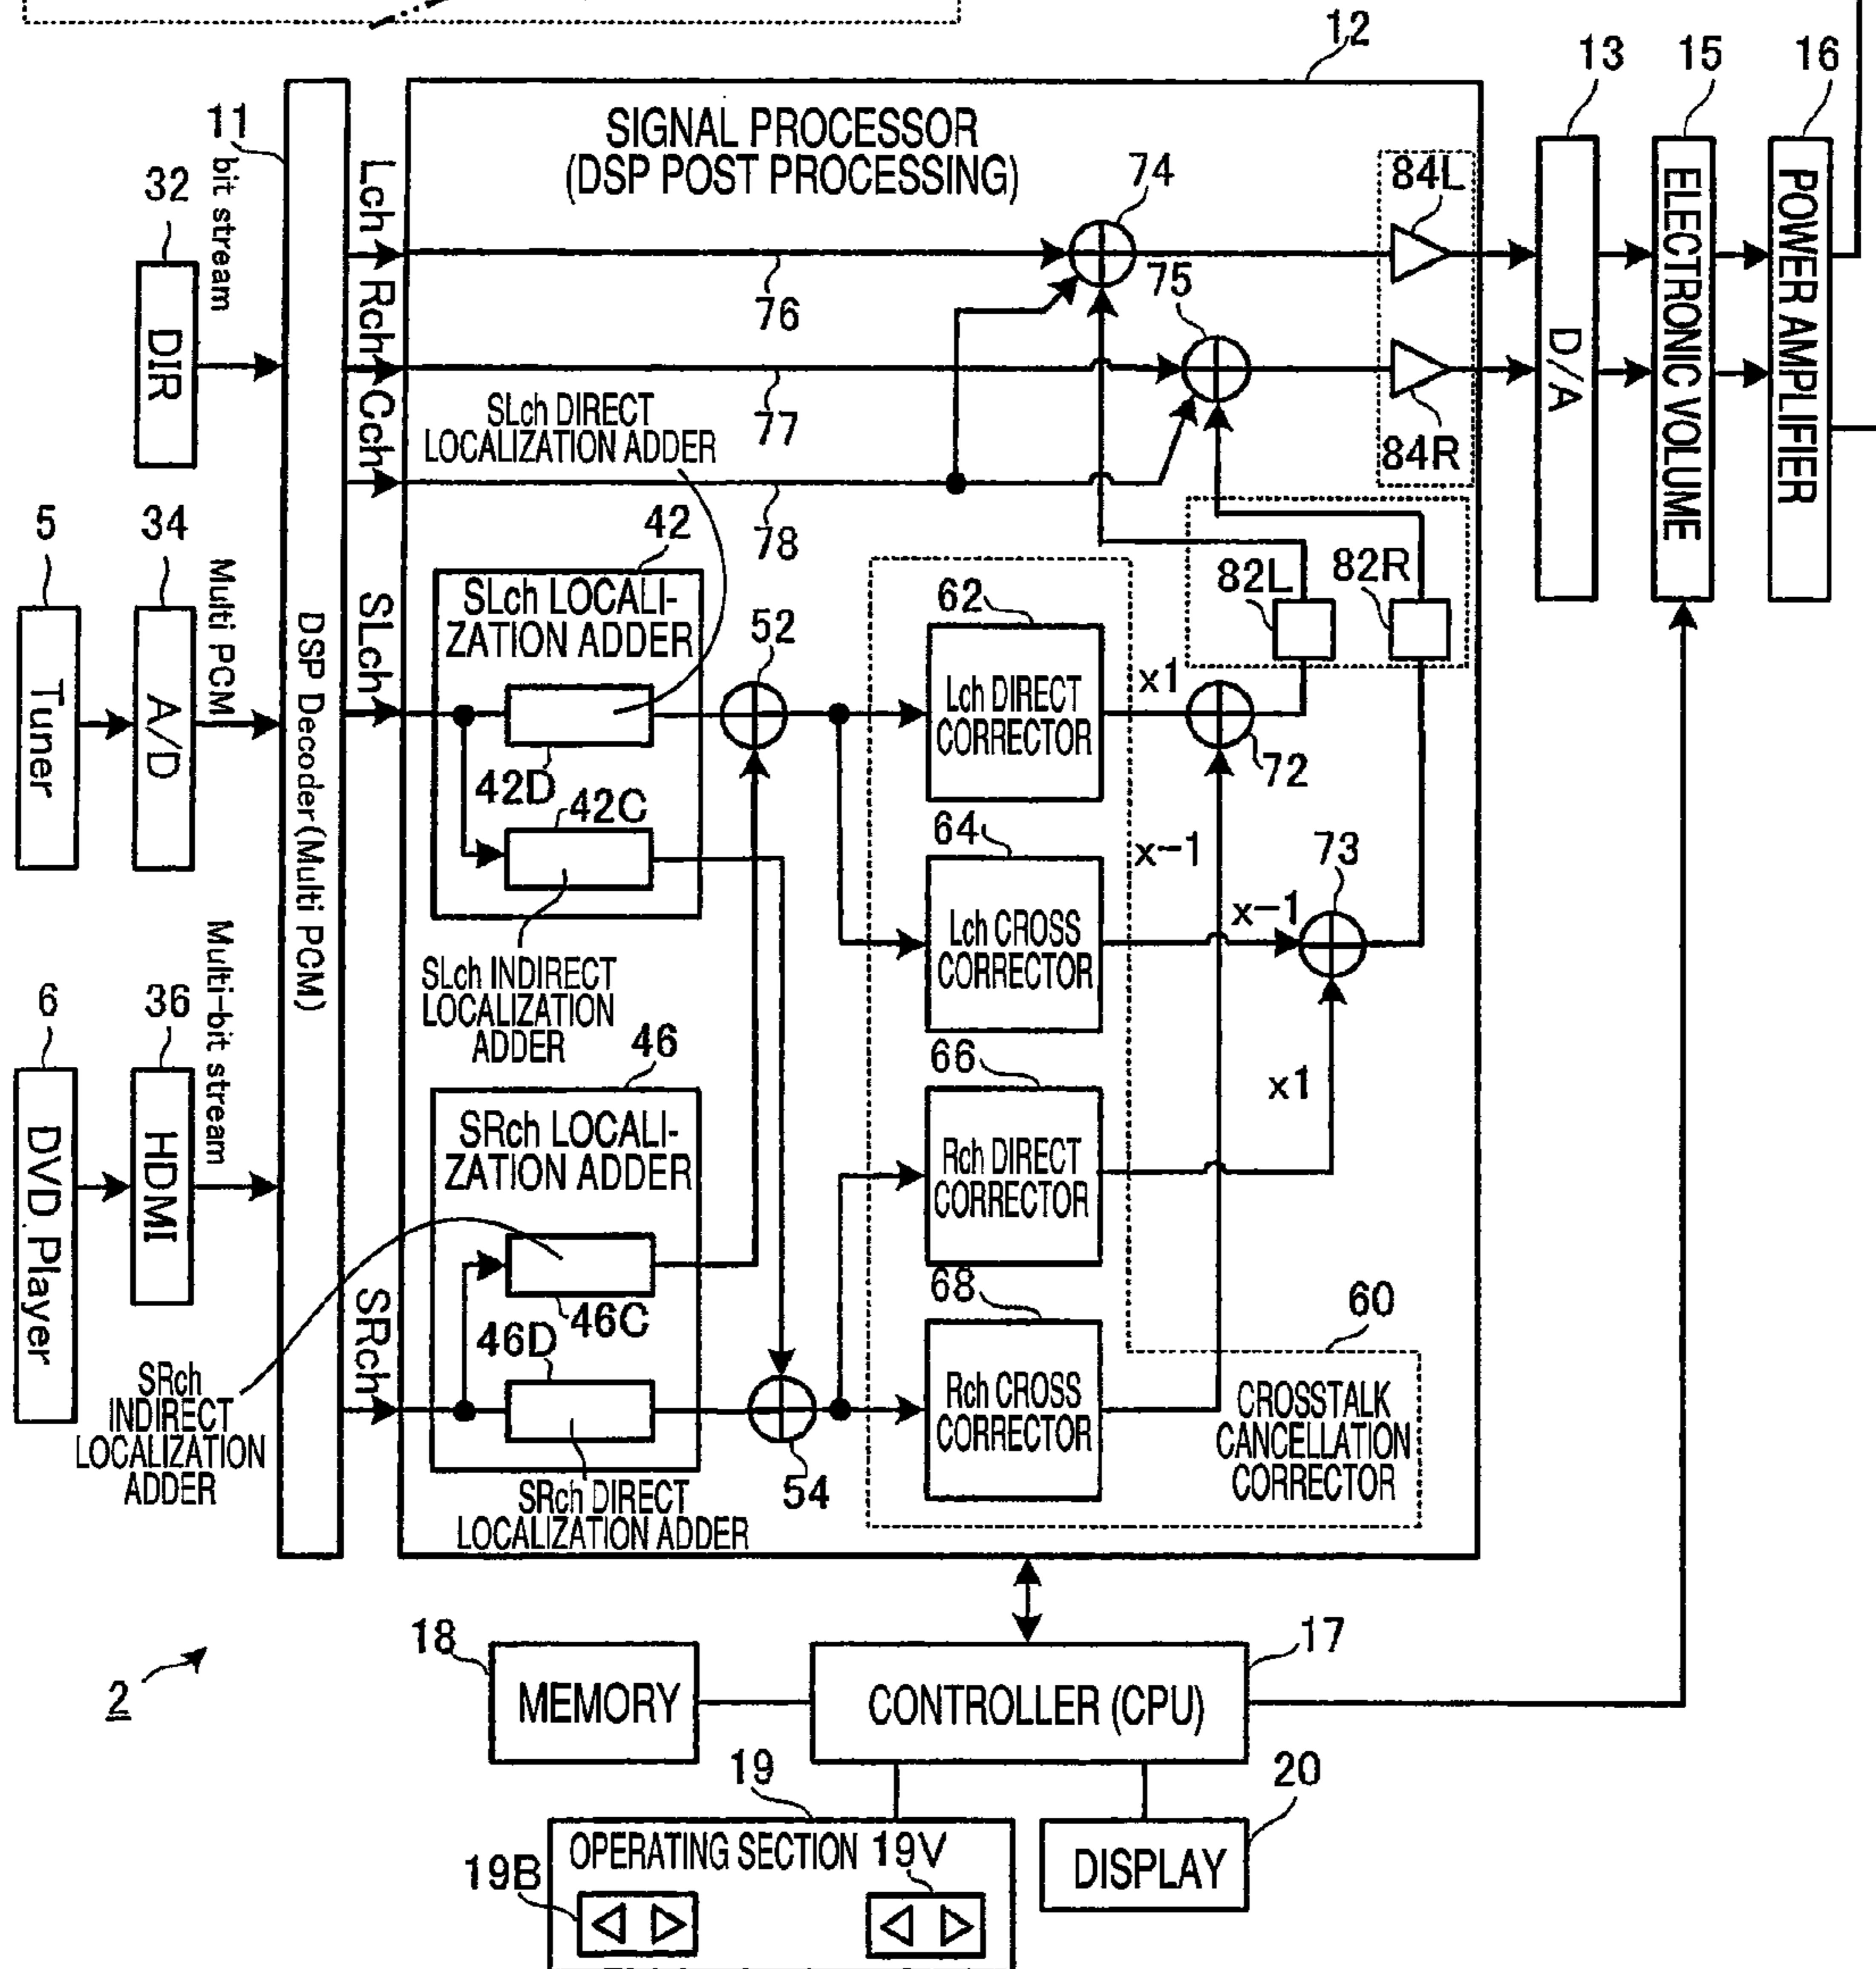 12
13
15
16
11
bit stream
32
DIR
5
34
Multi PCM
Tuner
A/D
6
36
Multi-bit stream
DVD Player
HDMI
DSP Decoder(Multi PCM)
Lch
Rch
Cch
SLch
SRch
SIGNAL PROCESSOR
(DSP POST PROCESSING)
74
84L
75
76
77
84R
78
SLch DIRECT
LOCALIZATION ADDER
42
SLch LOCALI-
ZATION ADDER
42D
42C
52
SLch INDIRECT
LOCALIZATION
ADDER
46
SRch LOCALI-
ZATION ADDER
46C
46D
SRch
INDIRECT
LOCALIZATION
ADDER
SRch DIRECT
LOCALIZATION ADDER
54
62
Lch DIRECT
CORRECTOR
x1
72
82L
82R
64
Lch CROSS
CORRECTOR
x-1
x-1
73
66
Rch DIRECT
CORRECTOR
x1
68
Rch CROSS
CORRECTOR
60
CROSSTALK
CANCELLATION
CORRECTOR
D/A
ELECTRONIC VOLUME
POWER AMPLIFIER
2
18
MEMORY
17
CONTROLLER (CPU)
19
OPERATING SECTION
19V
19B
20
DISPLAY